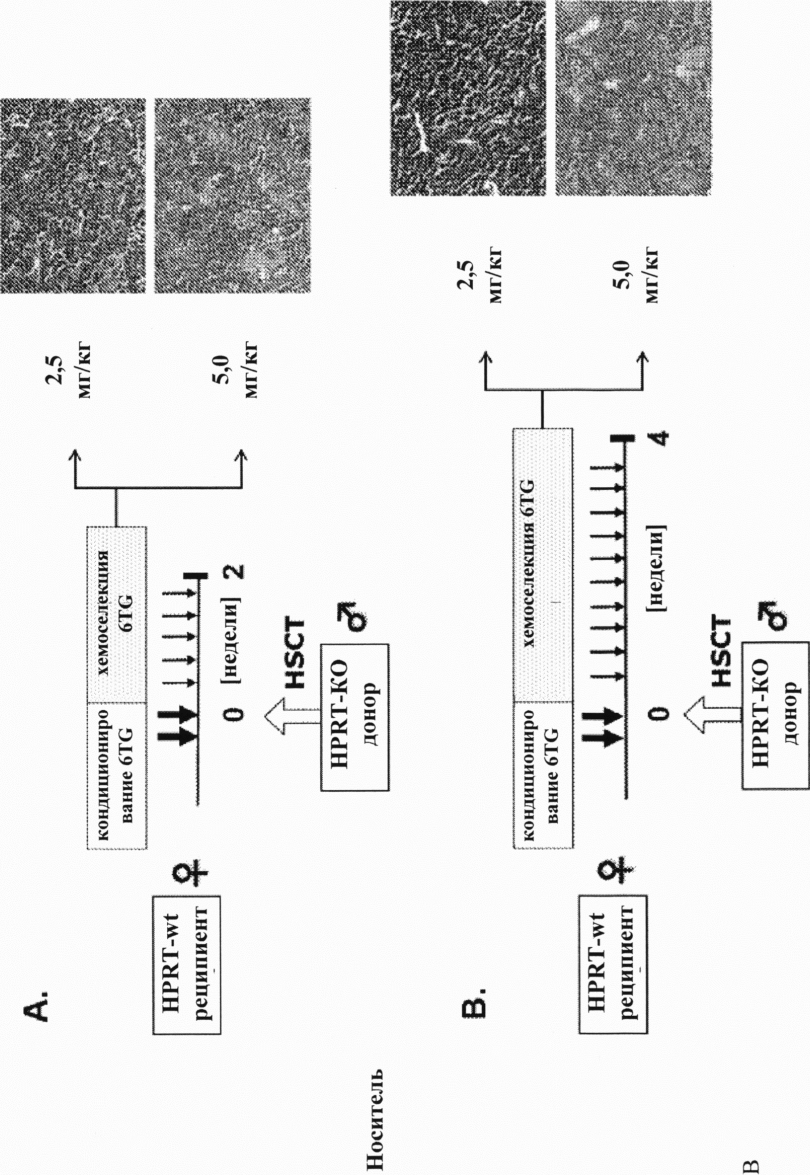 A.
HPRT-wt
реципиент
♀
кондициониро
вание 6TG
хемоселекция
6TG
0
2
[недели]
HSCT
HPRT-КО
донор
♂
2,5
мг/кг
5,0
мг/кг
Носитель
B.
HPRT-wt
реципиент
♀
кондициониро
вание 6TG
хемоселекция 6TG
0
4
[недели]
HSCT
HPRT-КО
донор
♂
2,5
мг/кг
5,0
мг/кг
В